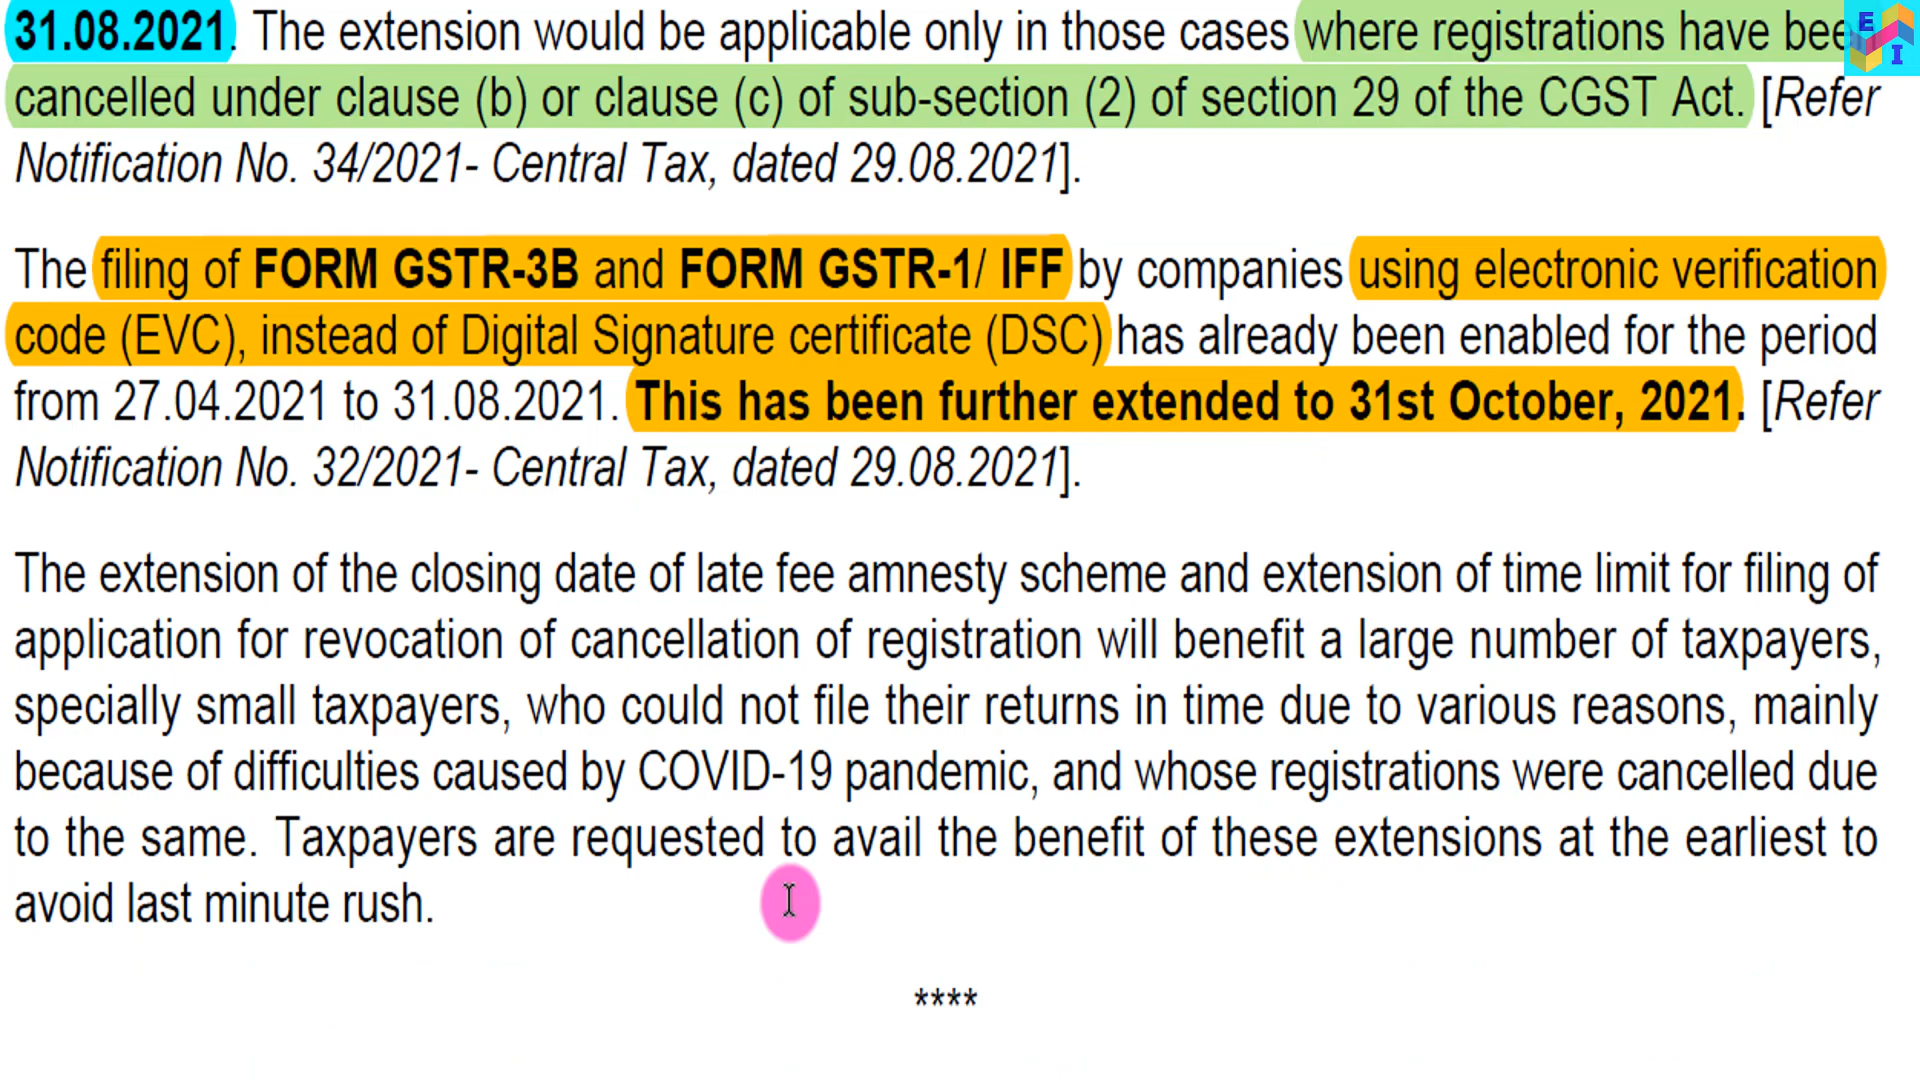 31.08.2021. The extension would be applicable only in those cases where registrations have been
cancelled under clause (b) or clause (c) of sub-section (2) of section 29 of the CGST Act. [Refer
Notification No. 34/2021- Central Tax, dated 29.08.2021].
The filing of FORM GSTR-3B and FORM GSTR-1/ IFF by companies using electronic verification
code (EVC), instead of Digital Signature certificate (DSC) has already been enabled for the period
from 27.04.2021 to 31.08.2021. This has been further extended to 31st October, 2021. [Refer
Notification No. 32/2021- Central Tax, dated 29.08.2021].
The extension of the closing date of late fee amnesty scheme and extension of time limit for filing of
application for revocation of cancellation of registration will benefit a large number of taxpayers,
specially small taxpayers, who could not file their returns in time due to various reasons, mainly
because of difficulties caused by COVID-19 pandemic, and whose registrations were cancelled due
to the same. Taxpayers are requested to avail the benefit of these extensions at the earliest to
avoid last minute rush.
****
E
I